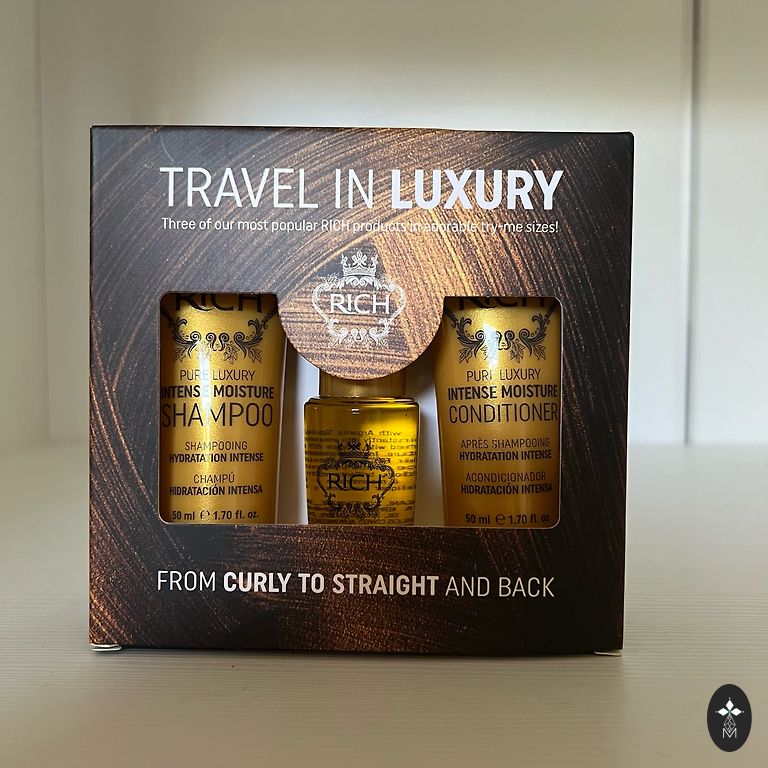 TRAVEL IN LUXURY
Three of our most popular RICH products in adorable try-me sizes!
RICH
RICH
PURE LUXURY
INTENSE MOISTURE
SHAMPOO
SHAMPOOING
HYDRATATION INTENSE
CHAMPÚ
HIDRATACIÓN INTENSA
50 ml e 1.70 fl. oz.
RICH
RICH
PURE LUXURY
INTENSE MOISTURE
CONDITIONER
APRÈS SHAMPOOING
HYDRATATION INTENSE
ACONDICIONADOR
HIDRATACIÓN INTENSA
50 ml e 1.70 fl. oz.
FROM CURLY TO STRAIGHT AND BACK
M